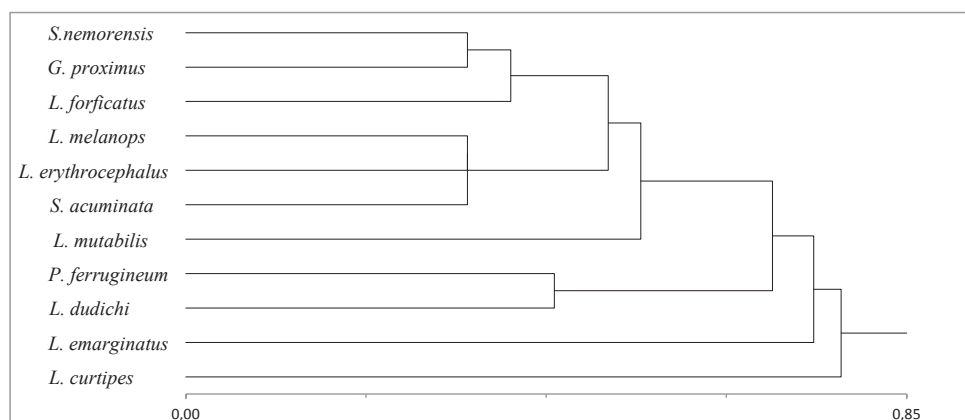 S.nemorensis
G. proximus
L. forficatus
L. melanops
L. erythrocephalus
S. acuminata
L. mutabilis
P. ferrugineum
L. dudichi
L. emarginatus
L. curtipes
0,00 0,85